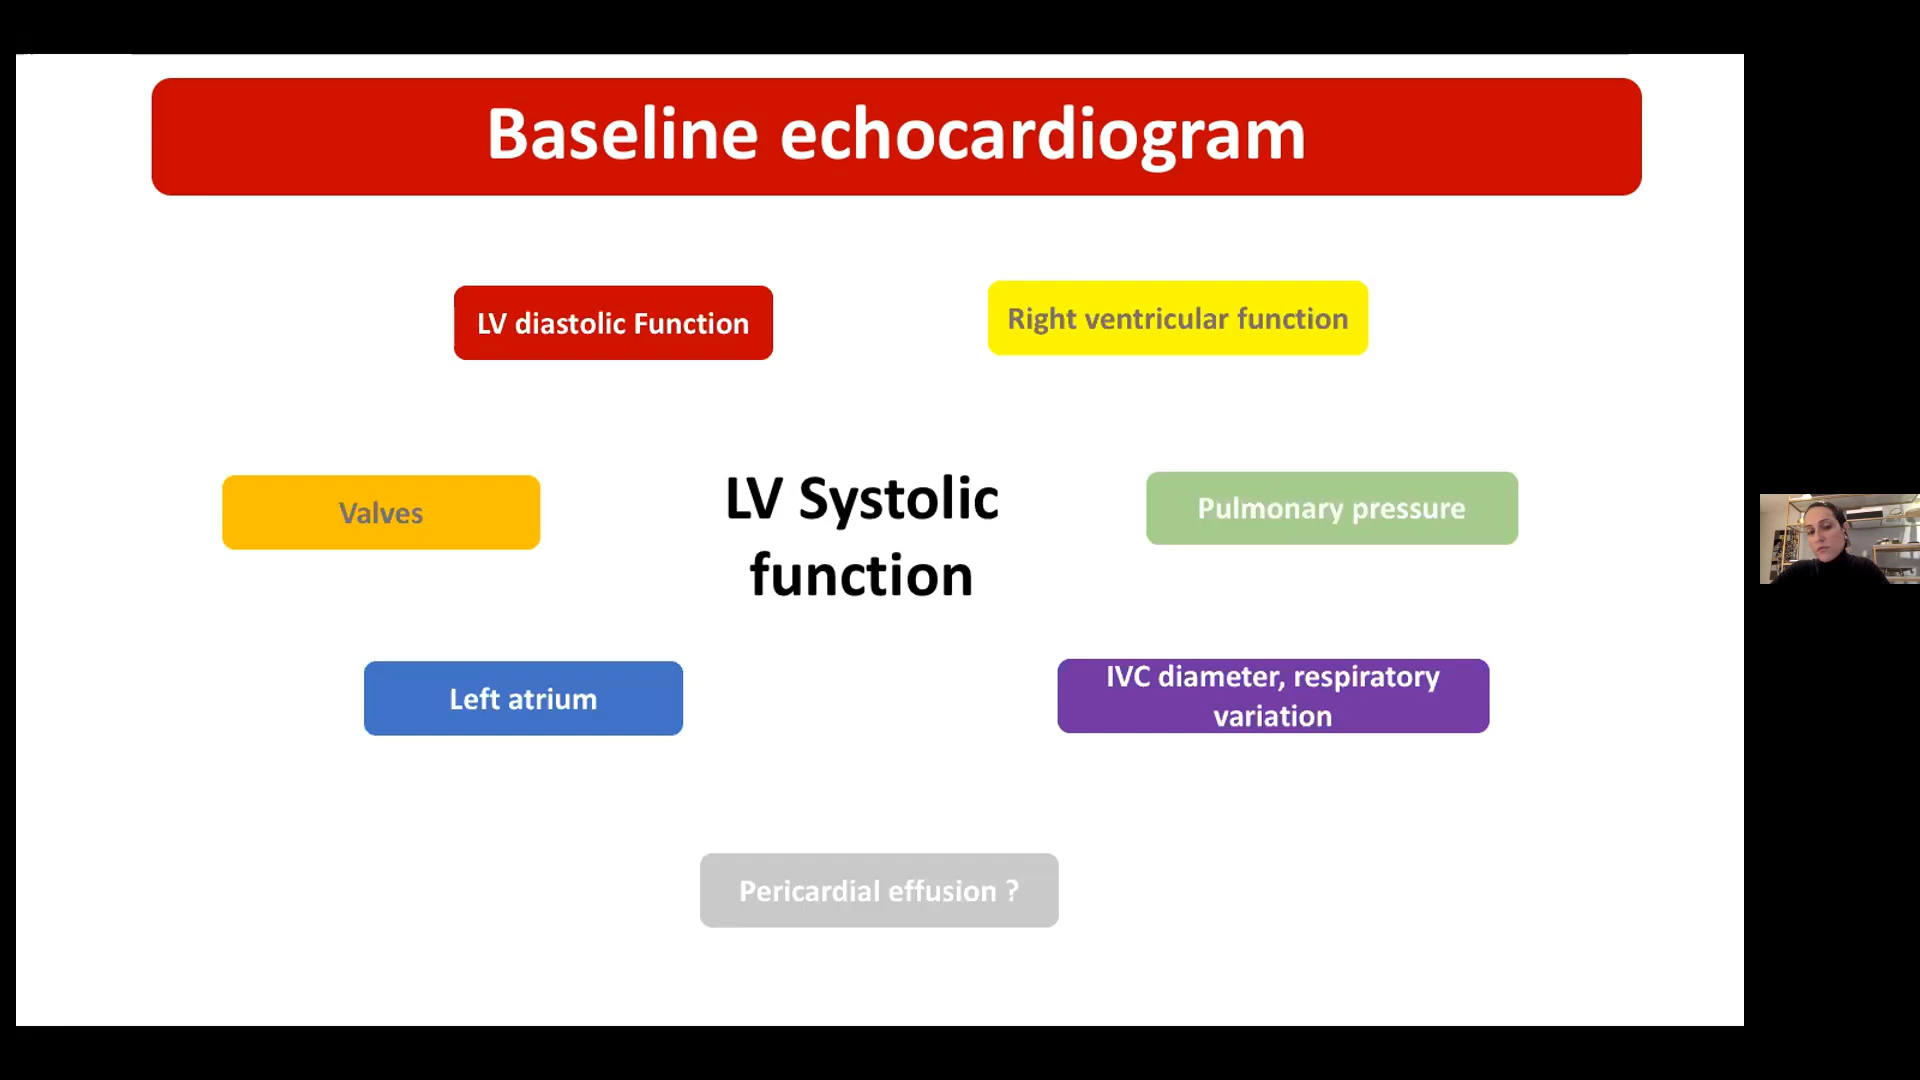 Baseline echocardiogram
LV diastolic Function
Right ventricular function
Valves
LV Systolic
function
Pulmonary pressure
Left atrium
IVC diameter, respiratory
variation
Pericardial effusion ?